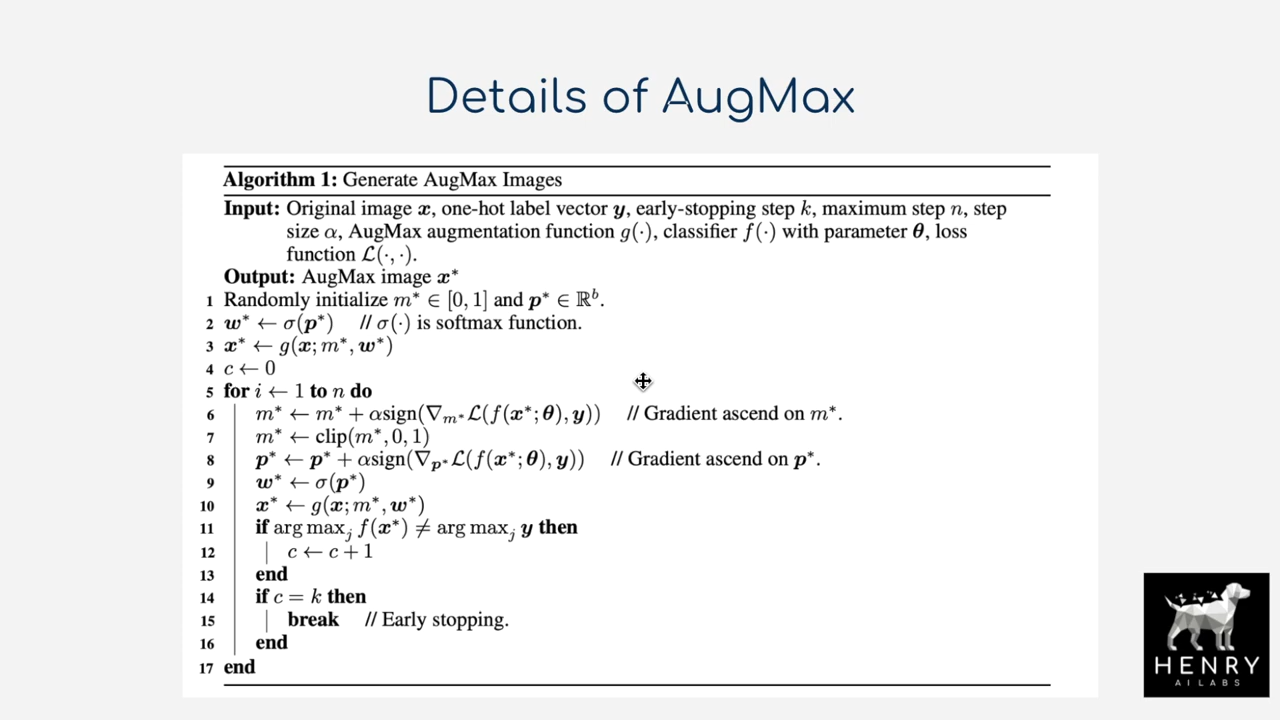 Details of AugMax
Algorithm 1: Generate AugMax Images
Input: Original image x, one-hot label vector y, early-stopping step k, maximum step n, step
size α, AugMax augmentation function g(·), classifier f(·) with parameter θ, loss
function ℒ(·, ·).
Output: AugMax image x*
1 Randomly initialize m* ∈ [0, 1] and p* ∈ ℝᵇ.
2 w* ← σ(p*) // σ(·) is softmax function.
3 x* ← g(x; m*, w*)
4 c ← 0
5 for i ← 1 to n do
6 m* ← m* + αsign(∇ₘ* ℒ(f(x*; θ), y)) // Gradient ascend on m*.
7 m* ← clip(m*, 0, 1)
8 p* ← p* + αsign(∇ₚ* ℒ(f(x*; θ), y)) // Gradient ascend on p*.
9 w* ← σ(p*)
10 x* ← g(x; m*, w*)
11 if arg maxⱼ f(x*) ≠ arg maxⱼ y then
12 c ← c + 1
13 end
14 if c = k then
15 break // Early stopping.
16 end
17 end
HENRY
AI LABS